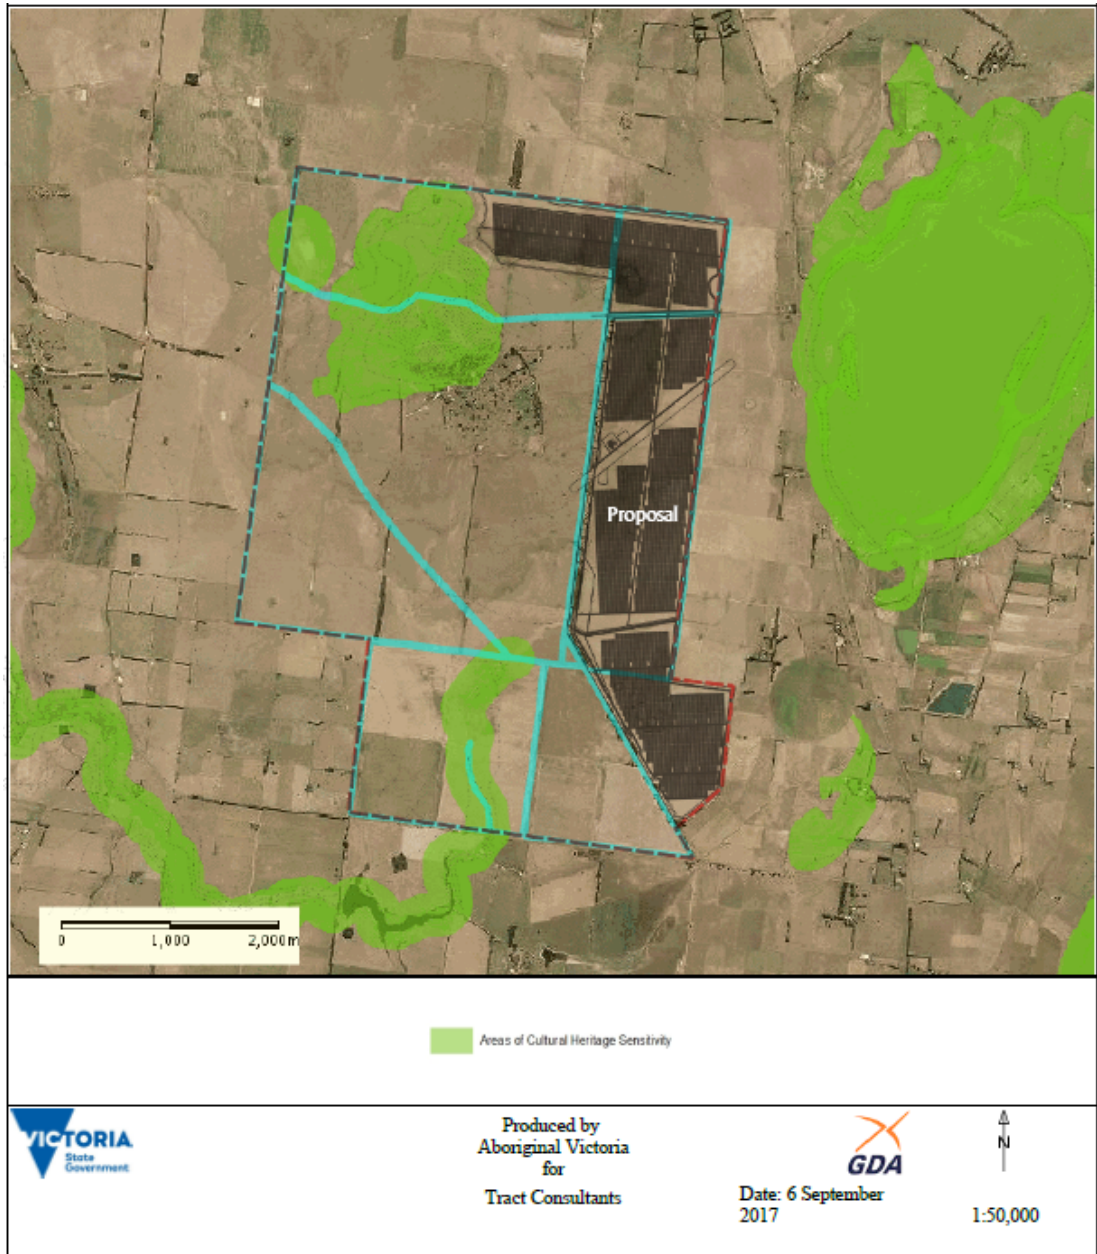 Proposal
0 1,000 2,000m
Areas of Cultural Heritage Sensitivity
VICTORIA
State
Government
Produced by
Aboriginal Victoria
for
Tract Consultants
GDA
Date: 6 September
2017
N
1:50,000